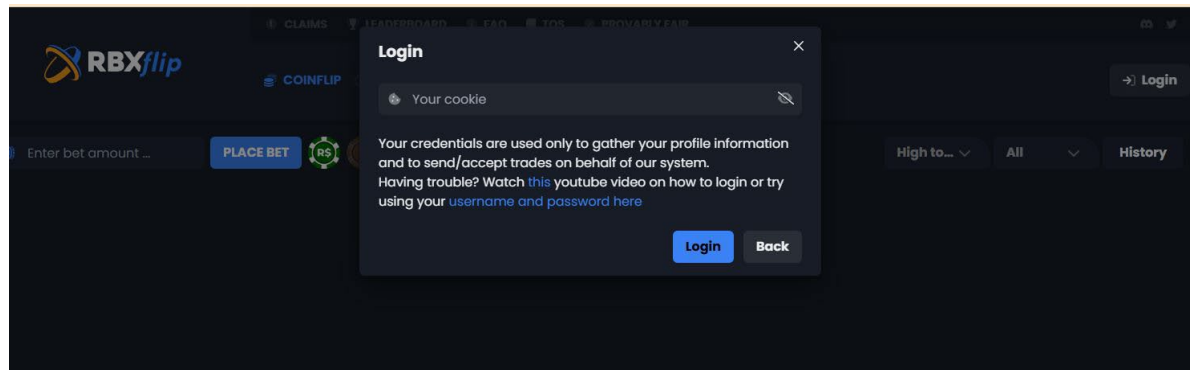 CLAIMS LEADERBOARD FAQ TOS PROVABLY FAIR
RBXflip
COINFLIP
Login
Login
Your cookie
Your credentials are used only to gather your profile information
and to send/accept trades on behalf of our system.
Having trouble? Watch this youtube video on how to login or try
using your username and password here
Login Back
Enter bet amount ...
PLACE BET
R$
High to...
All
History